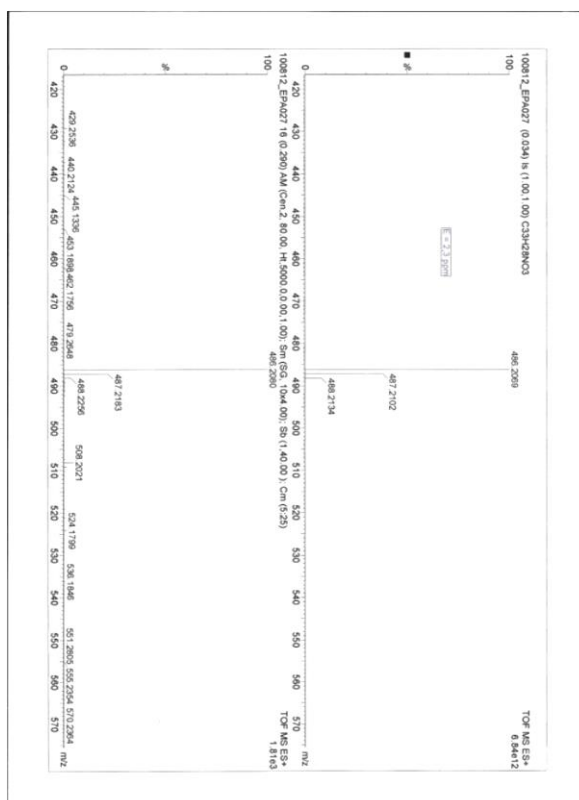 100812_EPA027 (0.034) Is (1.00,1.00) C33H28NO3
TOF MS ES+
6.84e12
100
%
0
486.2069
487.2102
488.2134
E = 2.3 ppm
420 430 440 450 460 470 480 490 500 510 520 530 540 550 560 570 m/z
100812_EPA027 16 (0.290) AM (Cen,2, 80.00, Ht,5000.0,0.00,1.00); Sm (SG, 10x4.00); Sb (1,40.00 ); Cm (5:25)
TOF MS ES+
1.81e3
100
%
0
486.2080
487.2183
488.2256
429.2536 440.2124 445.1336 453.1898 462.1756 479.2648 508.2021 524.1799 536.1846 551.2805 555.2354 570.2364
420 430 440 450 460 470 480 490 500 510 520 530 540 550 560 570 m/z